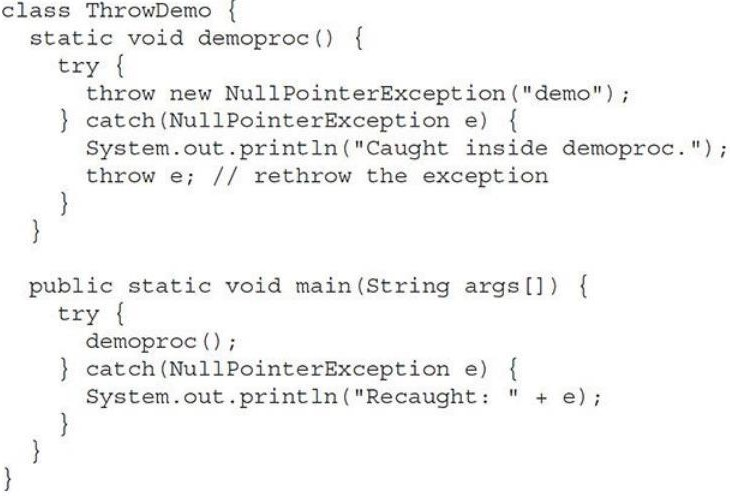 class ThrowDemo {
  static void demoproc() {
    try {
      throw new NullPointerException("demo");
    } catch(NullPointerException e) {
      System.out.println("Caught inside demoproc.");
      throw e; // rethrow the exception
    }
  }

  public static void main(String args[]) {
    try {
      demoproc();
    } catch(NullPointerException e) {
      System.out.println("Recaught: " + e);
    }
  }
}